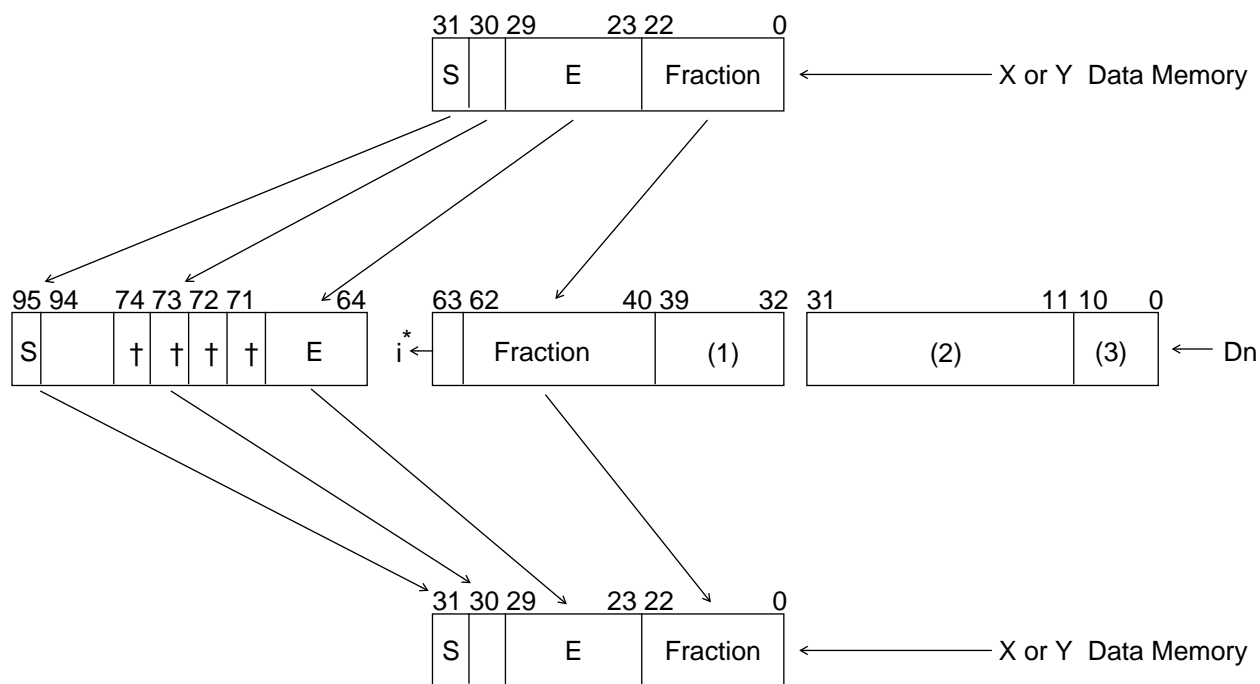 31 30 29 23 22 0
S E Fraction X or Y Data Memory
95 94 74 73 72 71 64 63 62 40 39 32 31 11 10 0
S † † † † E i* Fraction (1) (2) (3) Dn
31 30 29 23 22 0
S E Fraction X or Y Data Memory